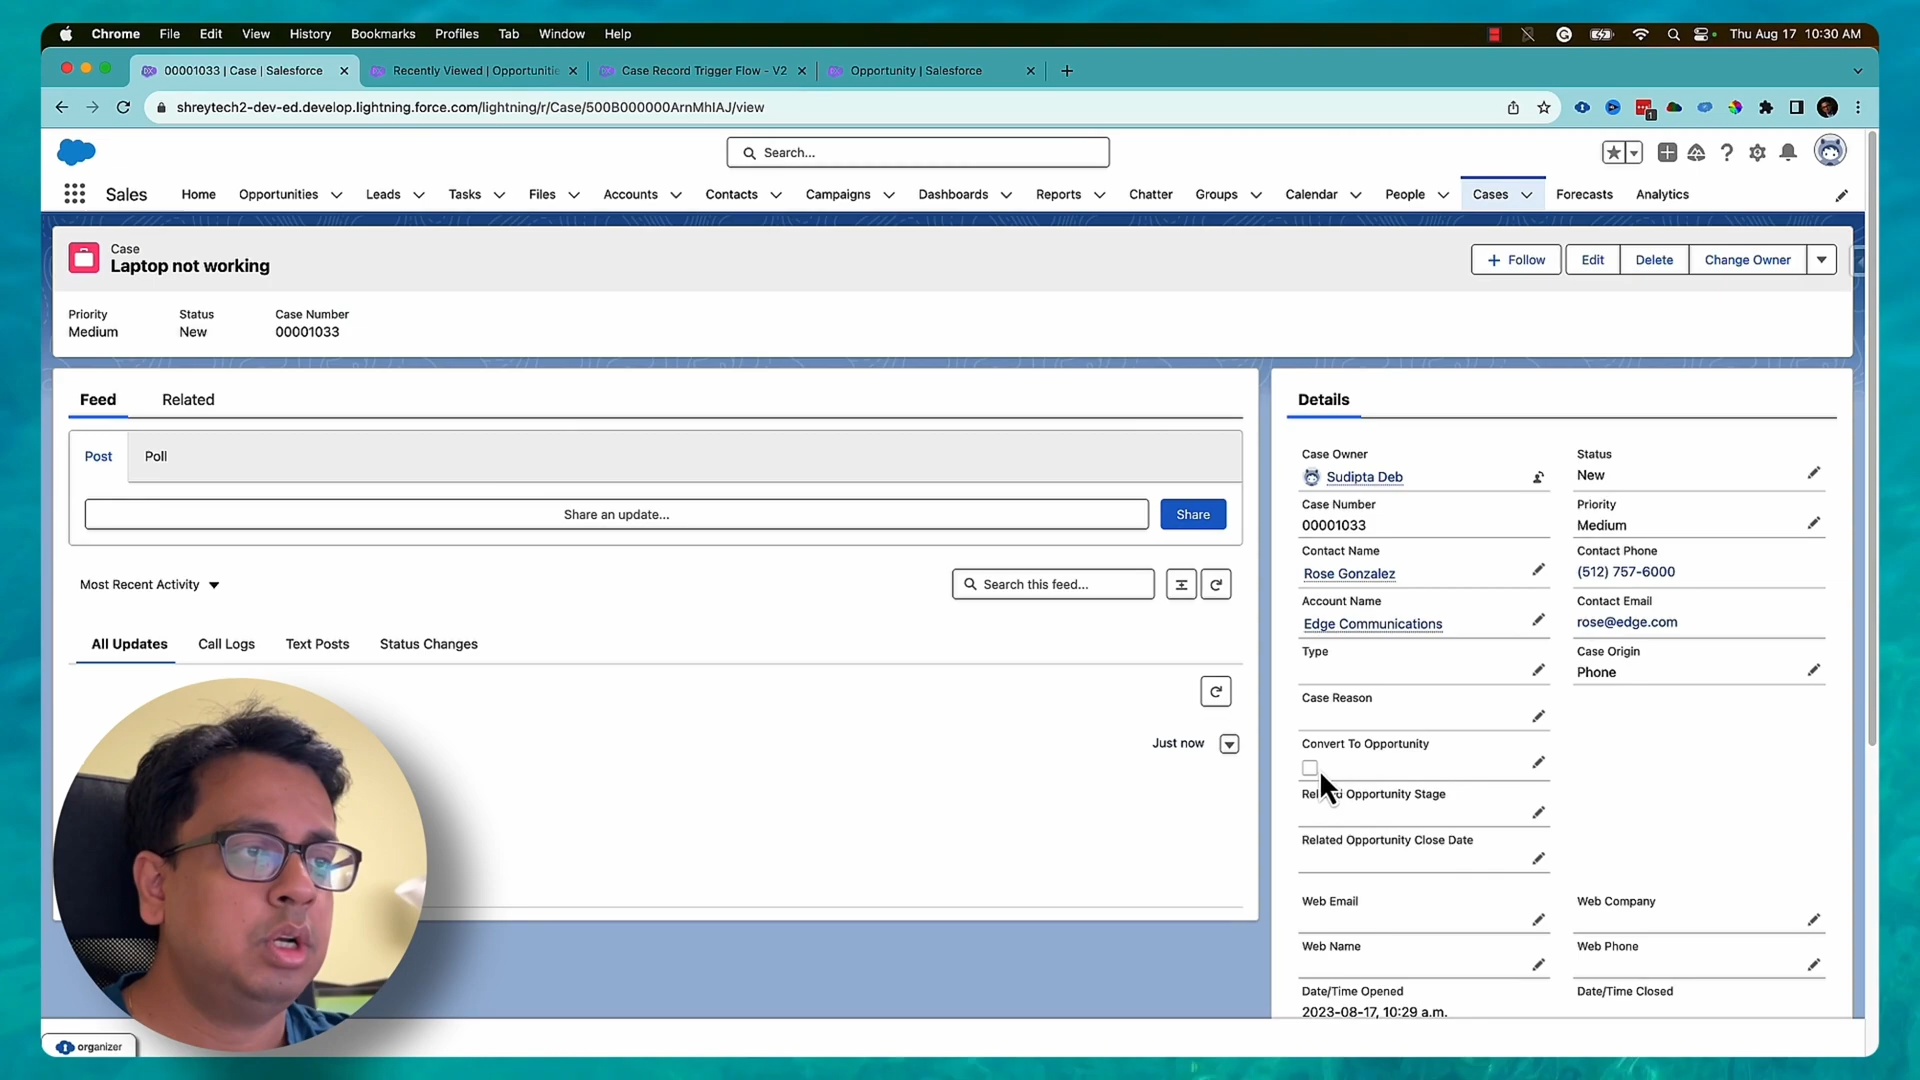 Chrome File Edit View History Bookmarks Profiles Tab Window Help Thu Aug 17 10:30 AM
00001033 | Case | Salesforce Recently Viewed | Opportunitie Case Record Trigger Flow - V2 Opportunity | Salesforce
shreytech2-dev-ed.develop.lightning.force.com/lightning/r/Case/500B000000ArnMhIAJ/view 1
Search...
Sales Home Opportunities Leads Tasks Files Accounts Contacts Campaigns Dashboards Reports Chatter Groups Calendar People Cases Forecasts Analytics
Case
Laptop not working
+ Follow Edit Delete Change Owner
Priority Status Case Number
Medium New 00001033
Feed Related
Post Poll
Share an update... Share
Most Recent Activity
Search this feed...
All Updates Call Logs Text Posts Status Changes
Just now
Details
Case Owner Status
Sudipta Deb New
Case Number Priority
00001033 Medium
Contact Name Contact Phone
Rose Gonzalez (512) 757-6000
Account Name Contact Email
Edge Communications rose@edge.com
Type Case Origin
Phone
Case Reason
Convert To Opportunity
Opportunity Stage
Related Opportunity Close Date
Web Email Web Company
Web Name Web Phone
Date/Time Opened Date/Time Closed
2023-08-17, 10:29 a.m.
organizer